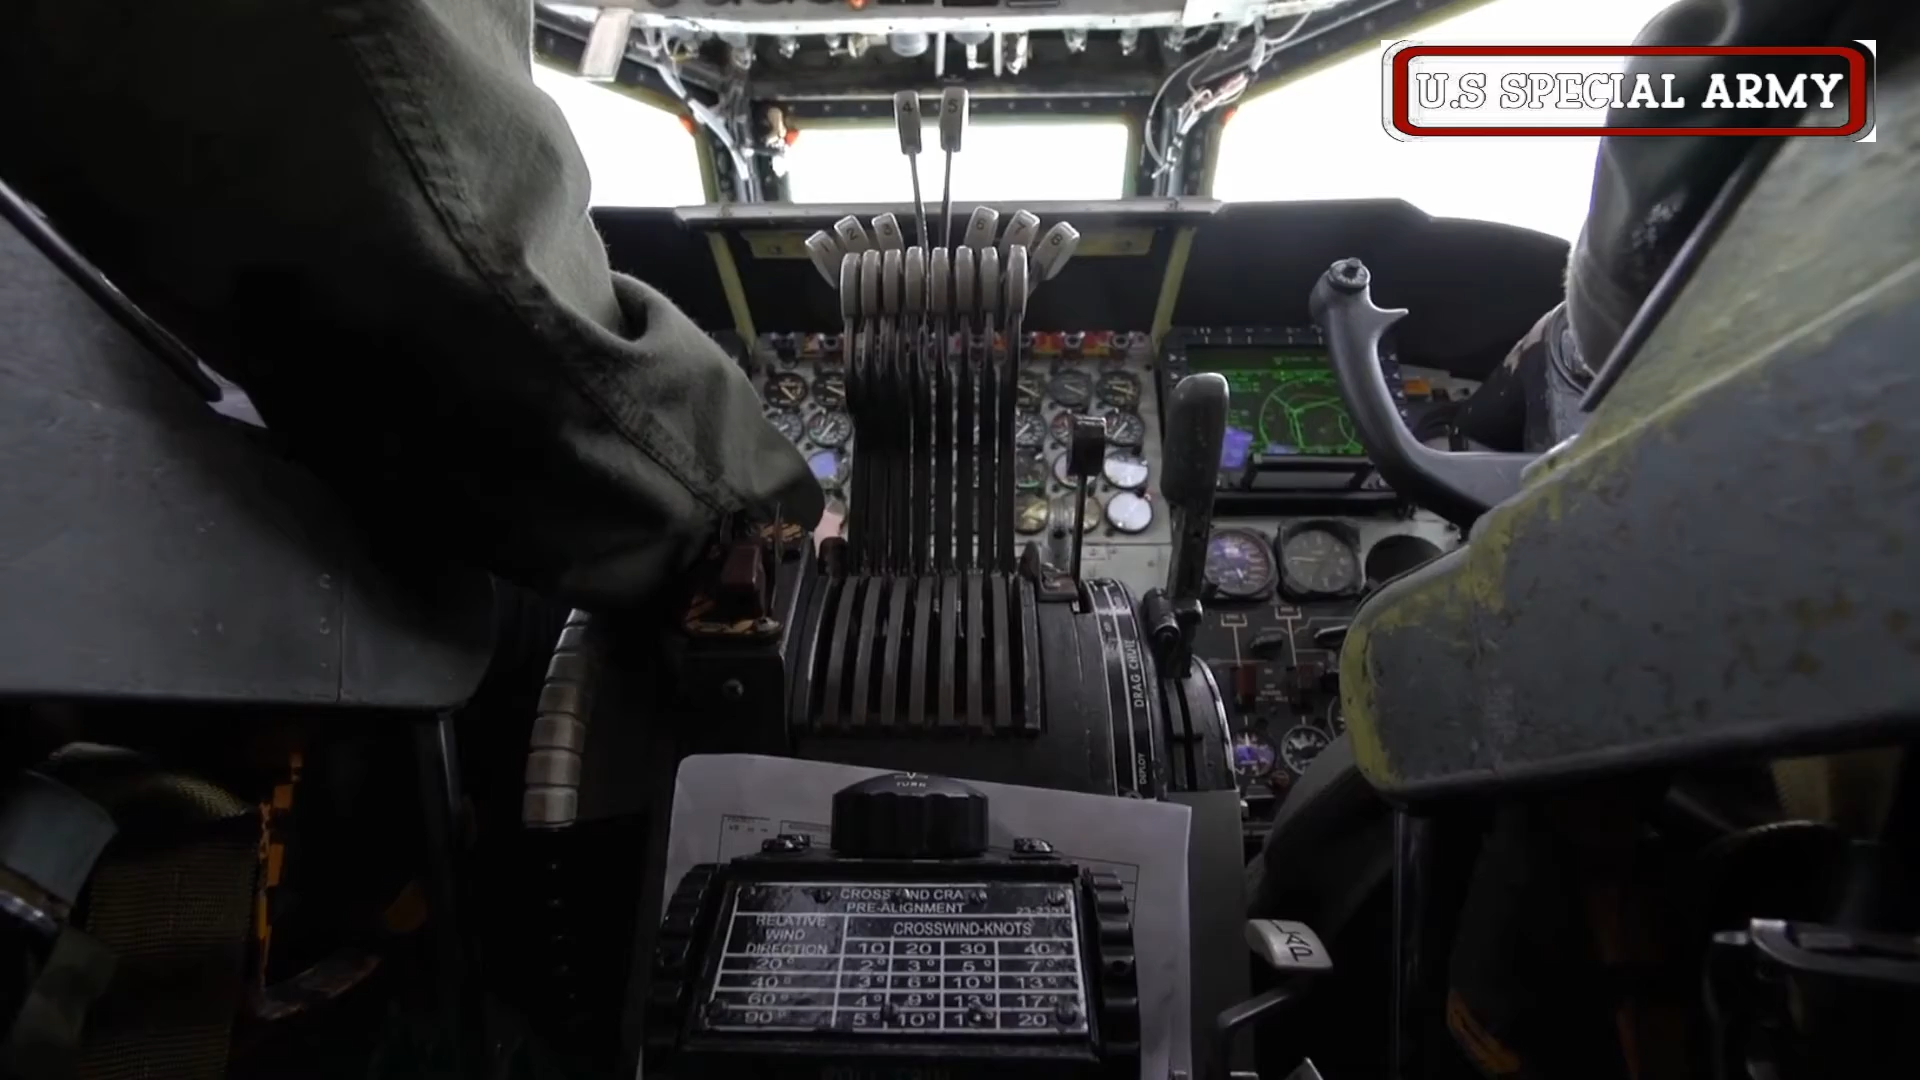 U.S SPECIAL ARMY
4 5
1 2 3 6 7 8
DRAG CHUTE
DEPLOY
TURN
CROSSWIND CRAB
PRE-ALIGNMENT
RELATIVE WIND DIRECTION CROSSWIND-KNOTS
10 20 30 40
20° 2° 3° 5° 7°
40° 3° 6° 10° 13°
60° 4° 9° 13° 17°
90° 5° 10° 20
FLAP